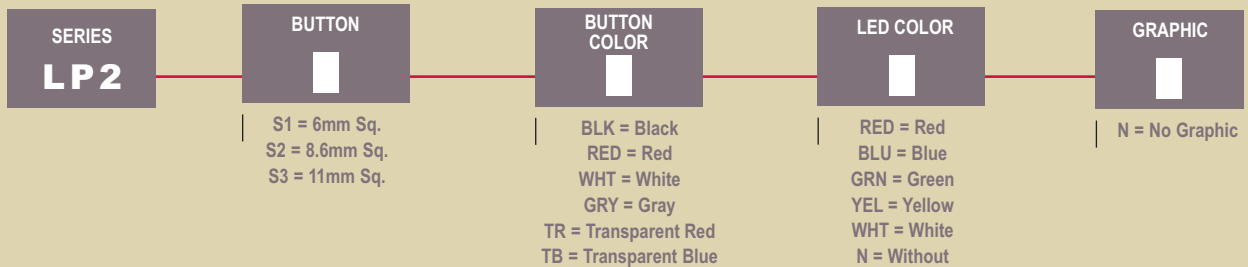 SERIES
LP2
BUTTON
S1 = 6mm Sq.
S2 = 8.6mm Sq.
S3 = 11mm Sq.
BUTTON
COLOR
BLK = Black
RED = Red
WHT = White
GRY = Gray
TR = Transparent Red
TB = Transparent Blue
LED COLOR
RED = Red
BLU = Blue
GRN = Green
YEL = Yellow
WHT = White
N = Without
GRAPHIC
N = No Graphic